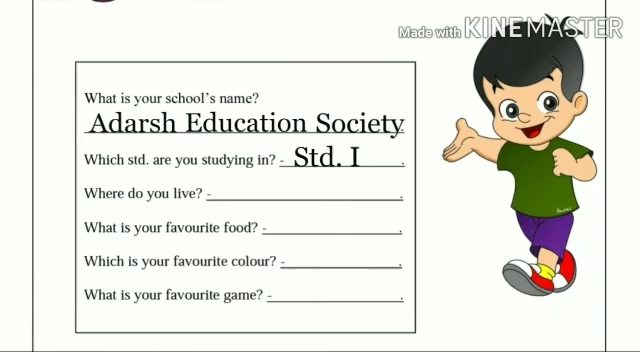 Made with KINEMASTER
What is your school's name?
Adarsh Education Society.
Which std. are you studying in? - Std. I .
Where do you live? - .
What is your favourite food? - .
Which is your favourite colour? - .
What is your favourite game? - .